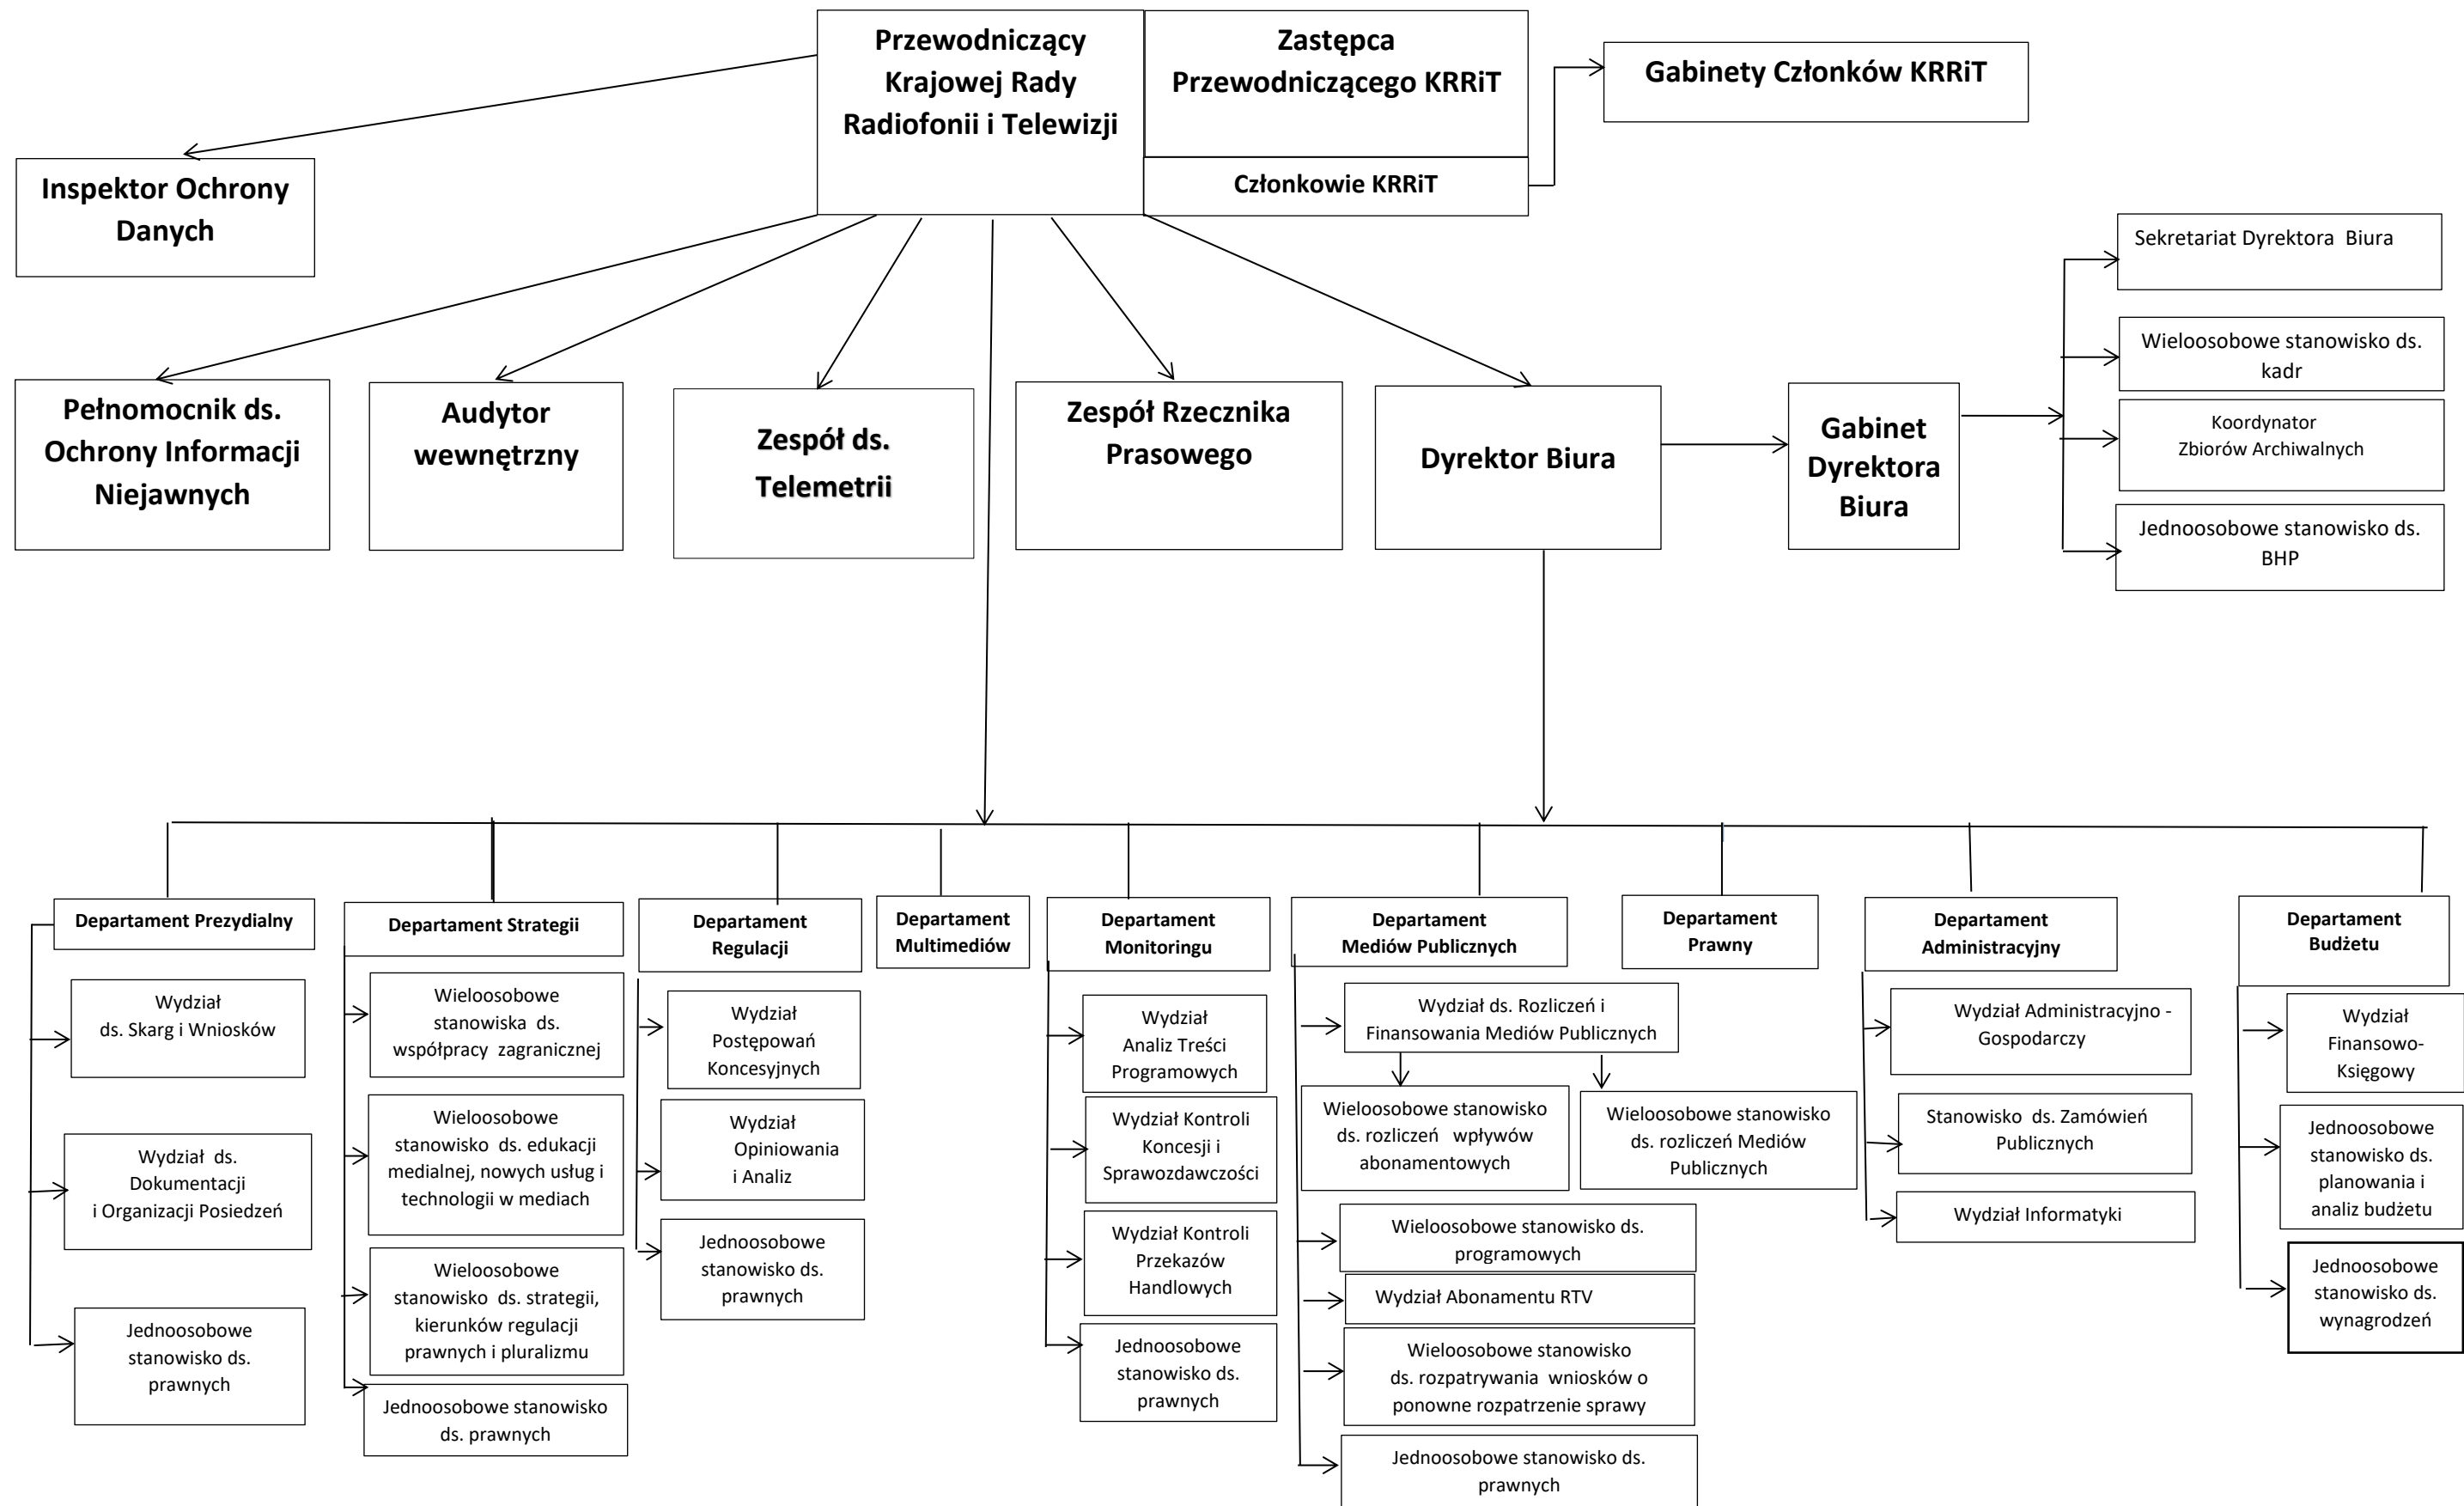 Przewodniczący
Krajowej Rady
Radiofonii i Telewizji
Zastępca
Przewodniczącego KRRiT
Członkowie KRRiT
Gabinety Członków KRRiT
Inspektor Ochrony
Danych
Pełnomocnik ds.
Ochrony Informacji
Niejawnych
Audytor
wewnętrzny
Zespół ds.
Telemetrii
Zespół Rzecznika
Prasowego
Dyrektor Biura
Gabinet
Dyrektora
Biura
Sekretariat Dyrektora Biura
Wieloosobowe stanowisko ds.
kadr
Koordynator
Zbiorów Archiwalnych
Jednoosobowe stanowisko ds.
BHP
Departament Prezydialny
Wydział
ds. Skarg i Wniosków
Wydział ds.
Dokumentacji
i Organizacji Posiedzeń
Jednoosobowe
stanowisko ds.
prawnych
Departament Strategii
Wieloosobowe
stanowiska ds.
współpracy zagranicznej
Wieloosobowe
stanowisko ds. edukacji
medialnej, nowych usług i
technologii w mediach
Wieloosobowe
stanowisko ds. strategii,
kierunków regulacji
prawnych i pluralizmu
Jednoosobowe stanowisko
ds. prawnych
Departament
Regulacji
Wydział
Postępowań
Koncesyjnych
Wydział
Opiniowania
i Analiz
Jednoosobowe
stanowisko ds.
prawnych
Departament
Multimediów
Departament
Monitoringu
Wydział
Analiz Treści
Programowych
Wydział Kontroli
Koncesji i
Sprawozdawczości
Wydział Kontroli
Przekazów
Handlowych
Jednoosobowe
stanowisko ds.
prawnych
Departament
Mediów Publicznych
Wydział ds. Rozliczeń i
Finansowania Mediów Publicznych
Wieloosobowe stanowisko
ds. rozliczeń wpływów
abonamentowych
Wieloosobowe stanowisko
ds. rozliczeń Mediów
Publicznych
Wieloosobowe stanowisko ds.
programowych
Wydział Abonamentu RTV
Wieloosobowe stanowisko
ds. rozpatrywania wniosków o
ponowne rozpatrzenie sprawy
Jednoosobowe stanowisko ds.
prawnych
Departament
Prawny
Departament
Administracyjny
Wydział Administracyjno -
Gospodarczy
Stanowisko ds. Zamówień
Publicznych
Wydział Informatyki
Departament
Budżetu
Wydział
Finansowo-
Księgowy
Jednoosobowe
stanowisko ds.
planowania i
analiz budżetu
Jednoosobowe
stanowisko ds.
wynagrodzeń